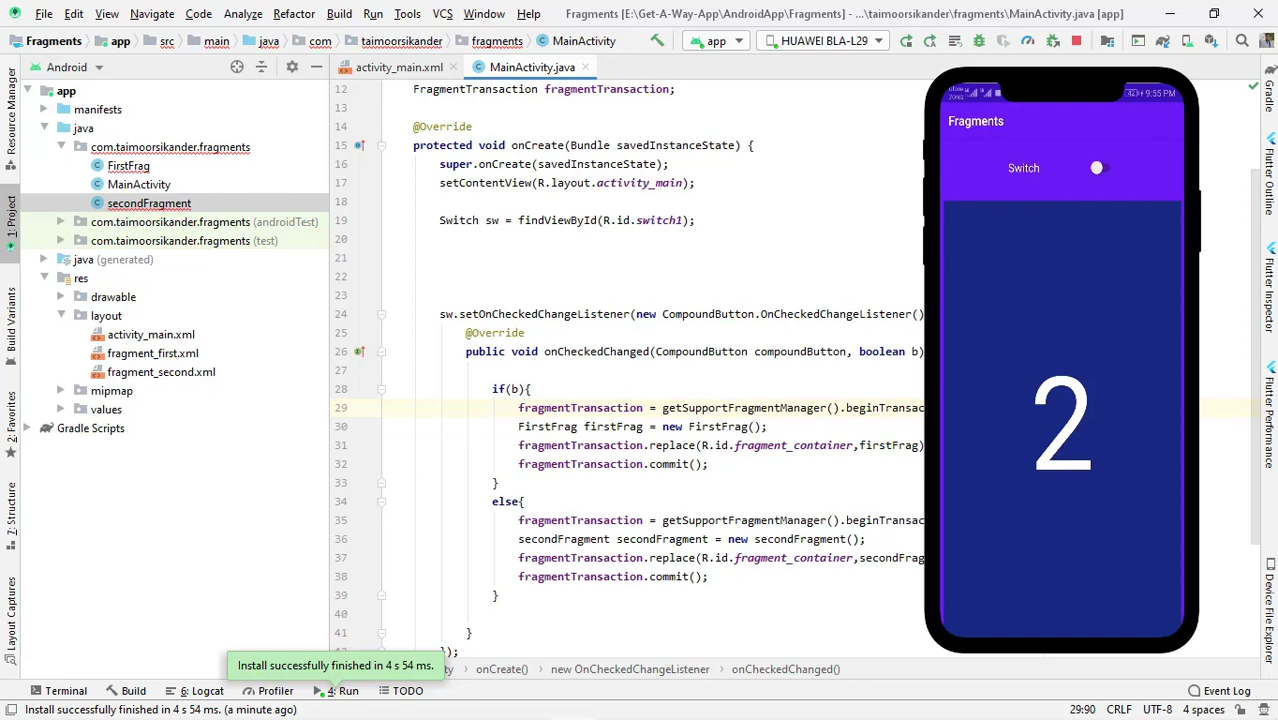 File Edit View Navigate Code Analyze Refactor Build Run Tools VCS Window Help Fragments [E:\Get-A-Way-App\AndroidApp\Fragments] - ...\taimoorsikander\fragments\MainActivity.java [app]
Fragments app src main java com taimoorsikander fragments MainActivity app HUAWEI BLA-L29
Android activity_main.xml MainActivity.java
app
manifests
java
com.taimoorsikander.fragments
FirstFrag
MainActivity
secondFragment
com.taimoorsikander.fragments (androidTest)
com.taimoorsikander.fragments (test)
java (generated)
res
drawable
layout
activity_main.xml
fragment_first.xml
fragment_second.xml
mipmap
values
Gradle Scripts
Resource Manager
1: Project
Build Variants
2: Favorites
Z: Structure
Layout Captures
12 FragmentTransaction fragmentTransaction;
13
14 @Override
15 protected void onCreate(Bundle savedInstanceState) {
16 super.onCreate(savedInstanceState);
17 setContentView(R.layout.activity_main);
18
19 Switch sw = findViewById(R.id.switch1);
20
21
22
23
24 sw.setOnCheckedChangeListener(new CompoundButton.OnCheckedChangeListener()
25 @Override
26 public void onCheckedChanged(CompoundButton compoundButton, boolean b)
27
28 if(b){
29 fragmentTransaction = getSupportFragmentManager().beginTransac
30 FirstFrag firstFrag = new FirstFrag();
31 fragmentTransaction.replace(R.id.fragment_container,firstFrag)
32 fragmentTransaction.commit();
33 }
34 else{
35 fragmentTransaction = getSupportFragmentManager().beginTransac
36 secondFragment secondFragment = new secondFragment();
37 fragmentTransaction.replace(R.id.fragment_container,secondFrag
38 fragmentTransaction.commit();
39 }
40
41 }
});
9:55 PM
Fragments
Switch
2
Gradle
Flutter Outline
Flutter Inspector
Flutter Performance
Device File Explorer
Install successfully finished in 4 s 54 ms.
onCreate() new OnCheckedChangeListener onCheckedChanged()
Terminal Build 6: Logcat Profiler 4: Run TODO Event Log
Install successfully finished in 4 s 54 ms. (a minute ago) 29:90 CRLF UTF-8 4 spaces